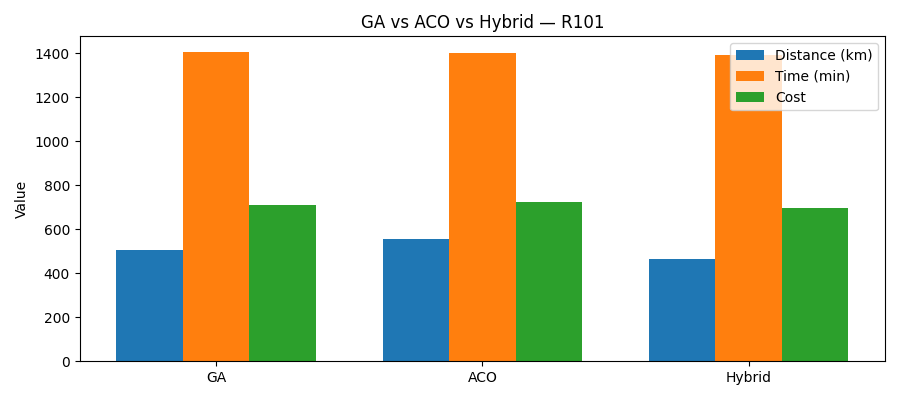 GA vs ACO vs Hybrid — R101
Distance (km)
Time (min)
Cost
Value
1400
1200
1000
800
600
400
200
0
GA
ACO
Hybrid